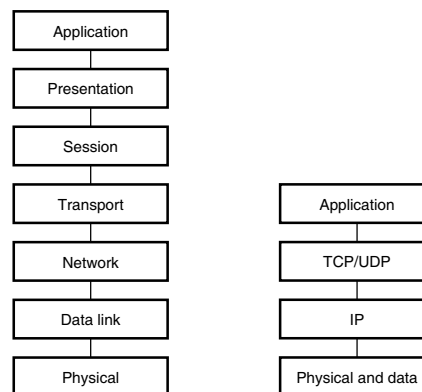 Application
Presentation
Session
Transport
Application
Network
TCP/UDP
Data link
IP
Physical
Physical and data